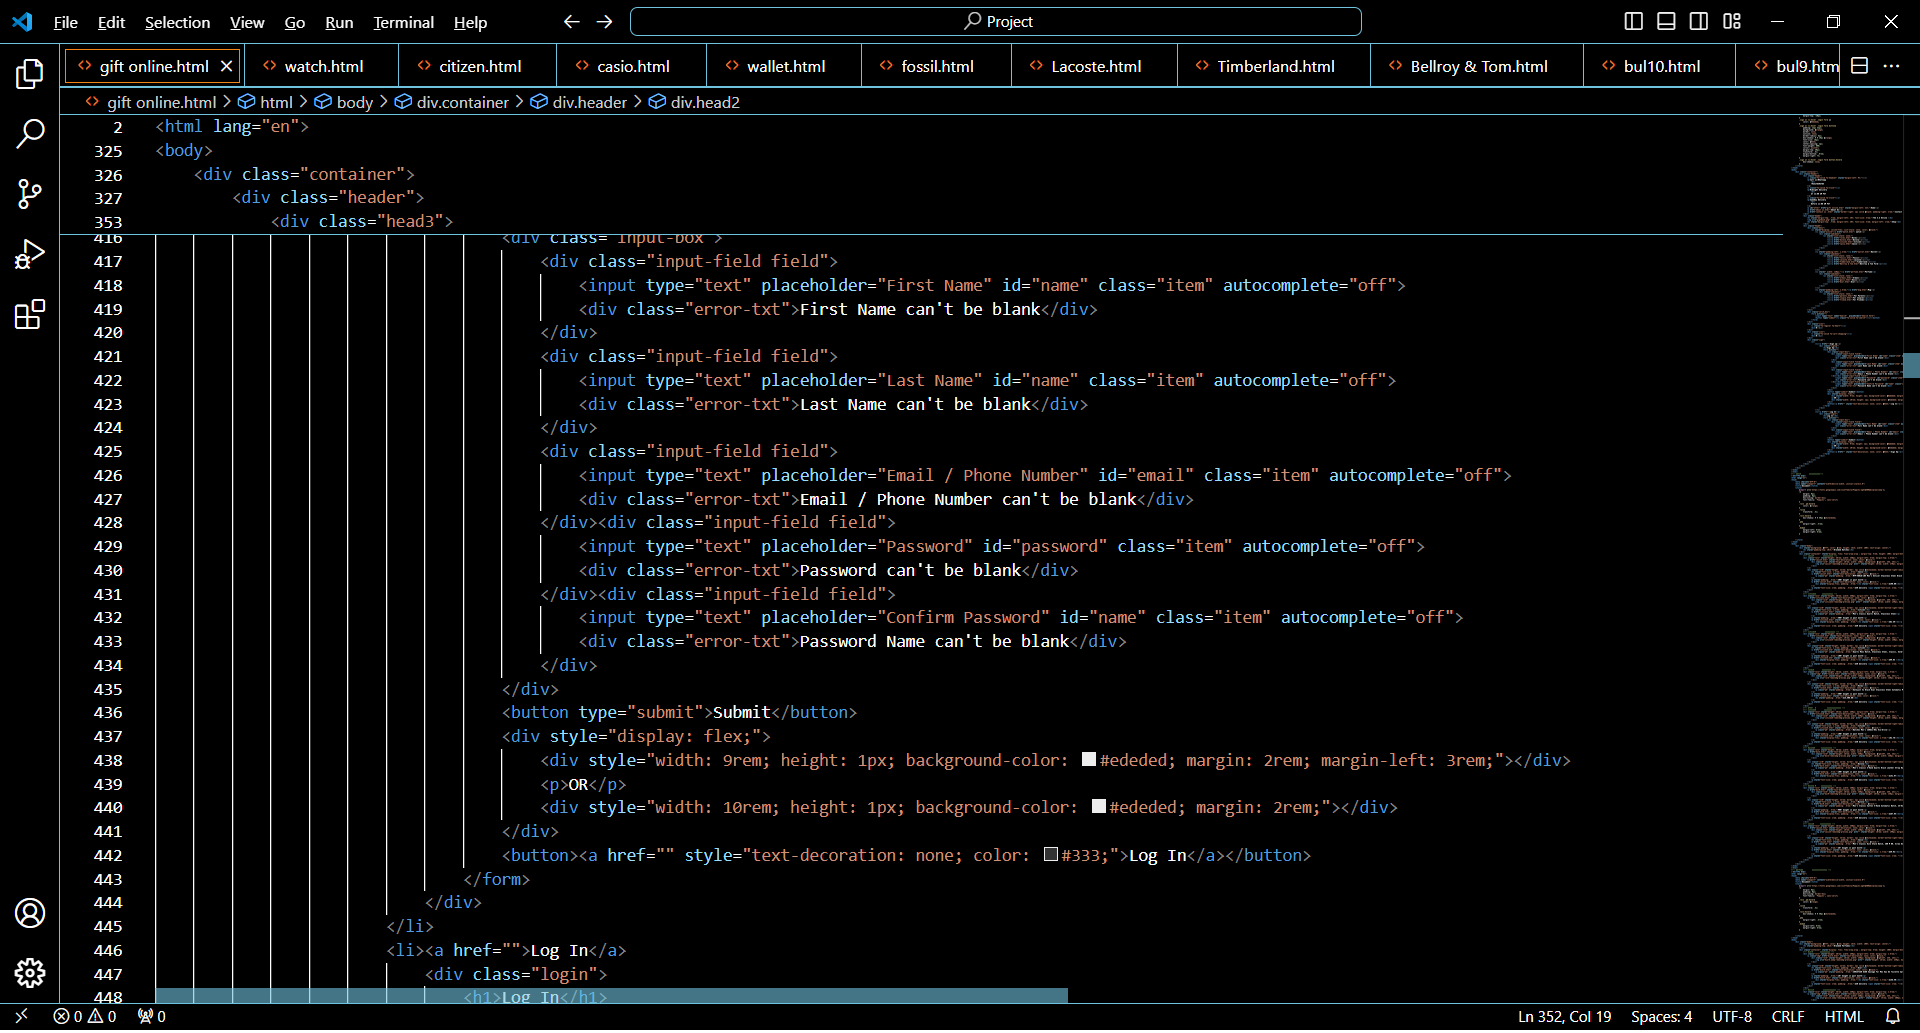 File Edit Selection View Go Run Terminal Help Project
gift online.html watch.html citizen.html casio.html wallet.html fossil.html Lacoste.html Timberland.html Bellroy & Tom.html bul10.html bul9.htm
gift online.html > html > body > div.container > div.header > div.head2
2 <html lang="en">
325 <body>
326 <div class="container">
327 <div class="header">
353 <div class="head3">
416 <div class="input-box">
417 <div class="input-field field">
418 <input type="text" placeholder="First Name" id="name" class="item" autocomplete="off">
419 <div class="error-txt">First Name can't be blank</div>
420 </div>
421 <div class="input-field field">
422 <input type="text" placeholder="Last Name" id="name" class="item" autocomplete="off">
423 <div class="error-txt">Last Name can't be blank</div>
424 </div>
425 <div class="input-field field">
426 <input type="text" placeholder="Email / Phone Number" id="email" class="item" autocomplete="off">
427 <div class="error-txt">Email / Phone Number can't be blank</div>
428 </div><div class="input-field field">
429 <input type="text" placeholder="Password" id="password" class="item" autocomplete="off">
430 <div class="error-txt">Password can't be blank</div>
431 </div><div class="input-field field">
432 <input type="text" placeholder="Confirm Password" id="name" class="item" autocomplete="off">
433 <div class="error-txt">Password Name can't be blank</div>
434 </div>
435 </div>
436 <button type="submit">Submit</button>
437 <div style="display: flex;">
438 <div style="width: 9rem; height: 1px; background-color: #ededed; margin: 2rem; margin-left: 3rem;"></div>
439 <p>OR</p>
440 <div style="width: 10rem; height: 1px; background-color: #ededed; margin: 2rem;"></div>
441 </div>
442 <button><a href="" style="text-decoration: none; color: #333;">Log In</a></button>
443 </form>
444 </div>
445 </li>
446 <li><a href="">Log In</a>
447 <div class="login">
448 <h1>Log In</h1>
0 0 0 Ln 352, Col 19 Spaces: 4 UTF-8 CRLF HTML